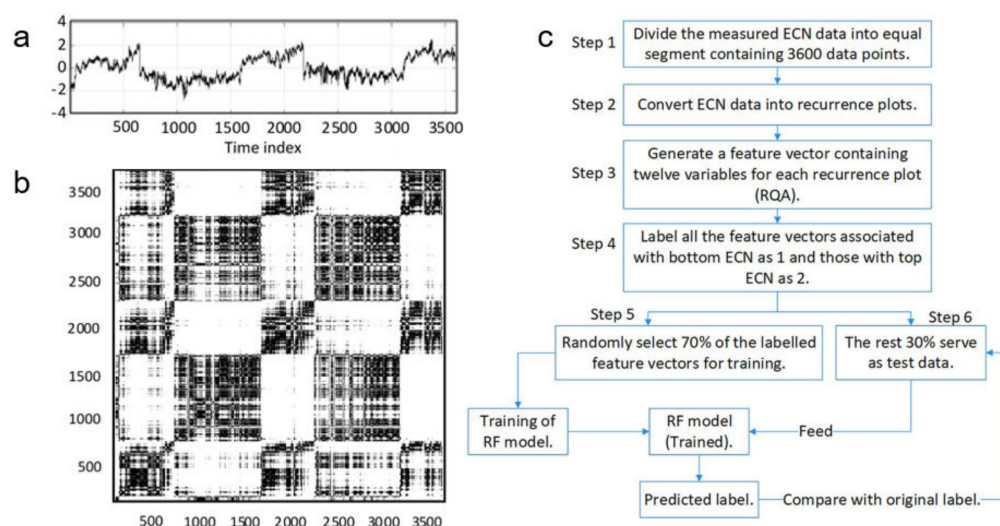 a
4
2
0
-2
-4
500 1000 1500 2000 2500 3000 3500
Time index
b
3500
3000
2500
2000
1500
1000
500
500 1000 1500 2000 2500 3000 3500
c
Step 1
Divide the measured ECN data into equal
segment containing 3600 data points.
Step 2
Convert ECN data into recurrence plots.
Step 3
Generate a feature vector containing
twelve variables for each recurrence plot
(RQA).
Step 4
Label all the feature vectors associated
with bottom ECN as 1 and those with top
ECN as 2.
Step 5
Randomly select 70% of the labelled
feature vectors for training.
Step 6
The rest 30% serve
as test data.
Training of
RF model.
RF model
(Trained).
Feed
Predicted label.
Compare with original label.